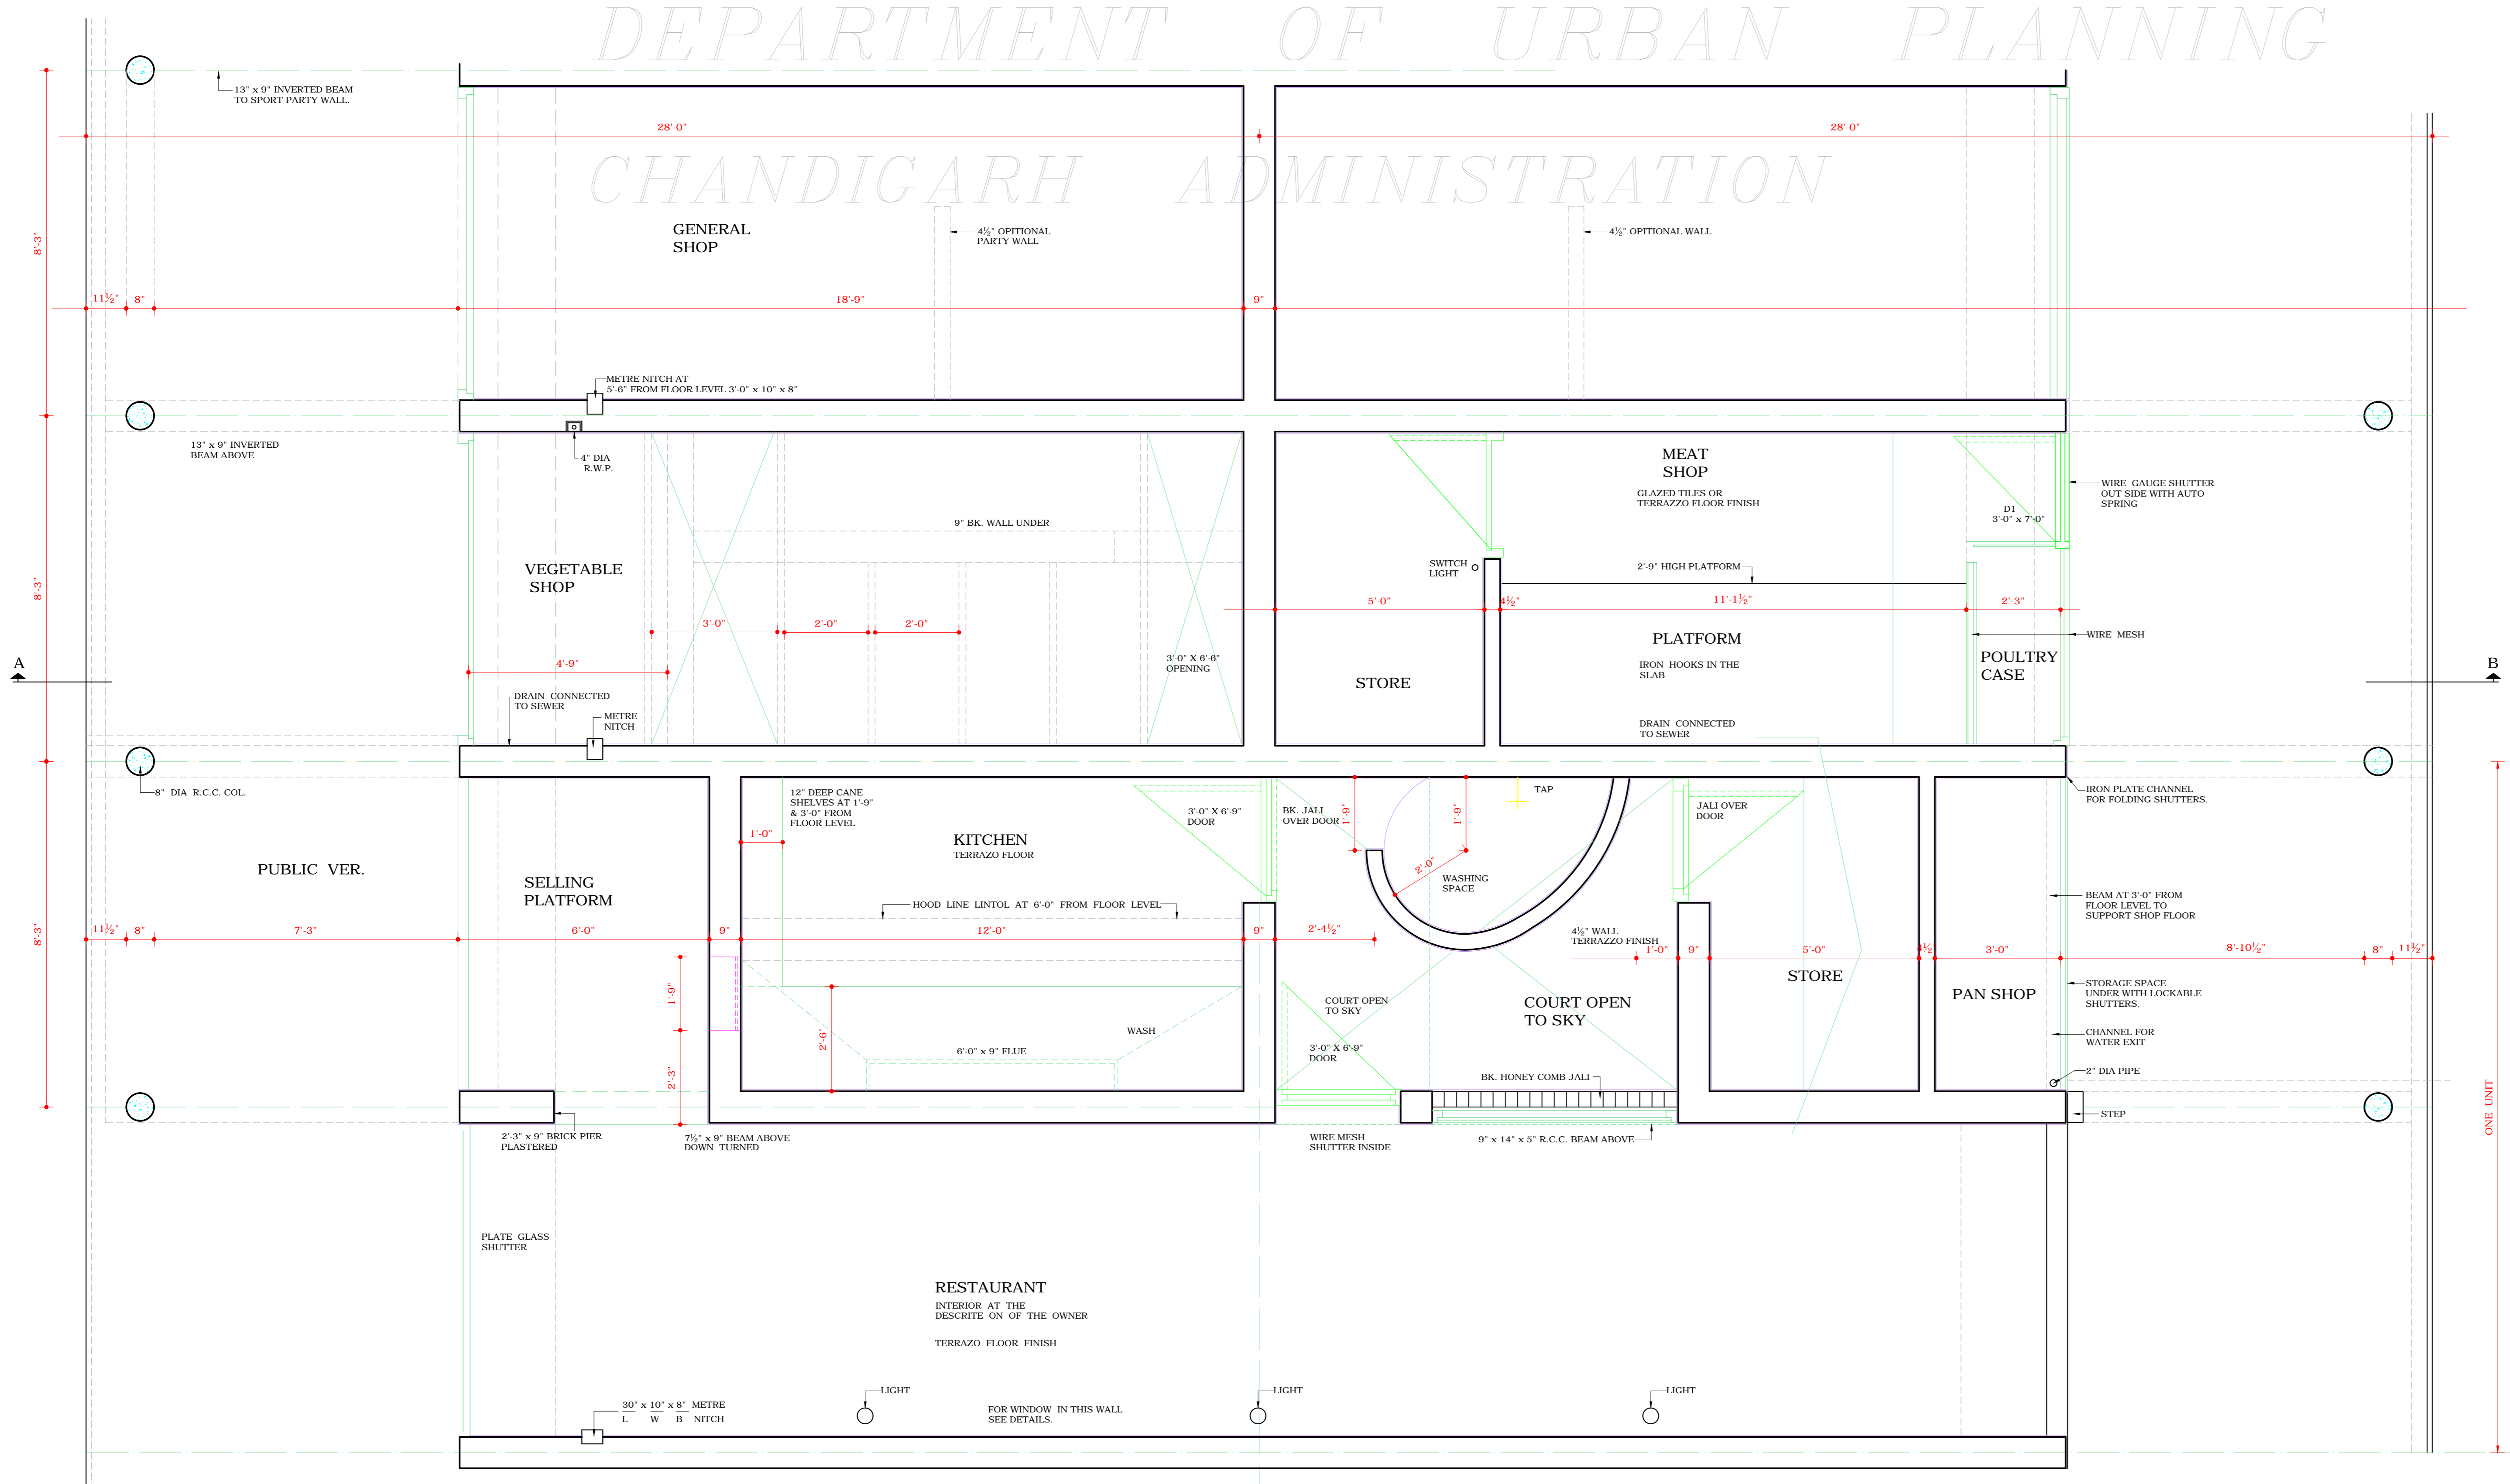 DEPARTMENT OF URBAN PLANNING
13" x 9" INVERTED BEAM
TO SPORT PARTY WALL.
28'-0"
28'-0"
CHANDIGARH ADMINISTRATION
GENERAL
SHOP
4½" OPITIONAL
PARTY WALL
4½" OPITIONAL WALL
8'-3"
11½"
8"
18'-9"
9"
METRE NITCH AT
5'-6" FROM FLOOR LEVEL 3'-0" x 10" x 8"
13" x 9" INVERTED
BEAM ABOVE
4" DIA
R.W.P.
MEAT
SHOP
GLAZED TILES OR
TERRAZZO FLOOR FINISH
WIRE GAUGE SHUTTER
OUT SIDE WITH AUTO
SPRING
D1
3'-0" x 7'-0"
9" BK. WALL UNDER
VEGETABLE
SHOP
SWITCH
LIGHT
2'-9" HIGH PLATFORM
8'-3"
5'-0"
4½"
11'-1½"
2'-3"
3'-0"
2'-0"
2'-0"
PLATFORM
WIRE MESH
4'-9"
3'-0" X 6'-6"
OPENING
IRON HOOKS IN THE
SLAB
POULTRY
CASE
A
B
STORE
DRAIN CONNECTED
TO SEWER
METRE
NITCH
DRAIN CONNECTED
TO SEWER
8" DIA R.C.C. COL.
12" DEEP CANE
SHELVES AT 1'-9"
& 3'-0" FROM
FLOOR LEVEL
3'-0" X 6'-9"
DOOR
BK. JALI
OVER DOOR
1'-9"
1'-9"
TAP
JALI OVER
DOOR
IRON PLATE CHANNEL
FOR FOLDING SHUTTERS.
1'-0"
KITCHEN
TERRAZO FLOOR
PUBLIC VER.
SELLING
PLATFORM
2'-0"
WASHING
SPACE
HOOD LINE LINTOL AT 6'-0" FROM FLOOR LEVEL
BEAM AT 3'-0" FROM
FLOOR LEVEL TO
SUPPORT SHOP FLOOR
8'-3"
11½"
8"
7'-3"
6'-0"
9"
12'-0"
9"
2'-4½"
4½" WALL
TERRAZZO FINISH
1'-0"
9"
5'-0"
4½"
3'-0"
8'-10½"
8"
11½"
STORE
PAN SHOP
STORAGE SPACE
UNDER WITH LOCKABLE
SHUTTERS.
1'-9"
COURT OPEN
TO SKY
COURT OPEN
TO SKY
2'-6"
WASH
CHANNEL FOR
WATER EXIT
6'-0" x 9" FLUE
3'-0" X 6'-9"
DOOR
2'-3"
BK. HONEY COMB JALI
2" DIA PIPE
STEP
ONE UNIT
2'-3" x 9" BRICK PIER
PLASTERED
7½" x 9" BEAM ABOVE
DOWN TURNED
WIRE MESH
SHUTTER INSIDE
9" x 14" x 5" R.C.C. BEAM ABOVE
PLATE GLASS
SHUTTER
RESTAURANT
INTERIOR AT THE
DESCRITE ON OF THE OWNER
TERRAZO FLOOR FINISH
LIGHT
LIGHT
LIGHT
30" x 10" x 8" METRE
L W B NITCH
FOR WINDOW IN THIS WALL
SEE DETAILS.